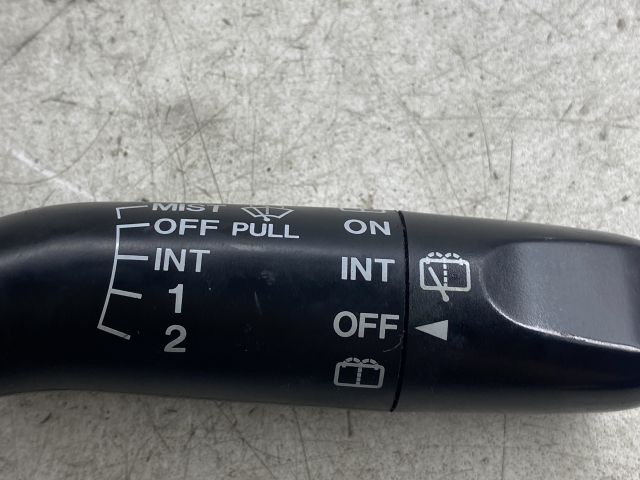 MIST
OFF PULL ON
INT INT
1
OFF
2